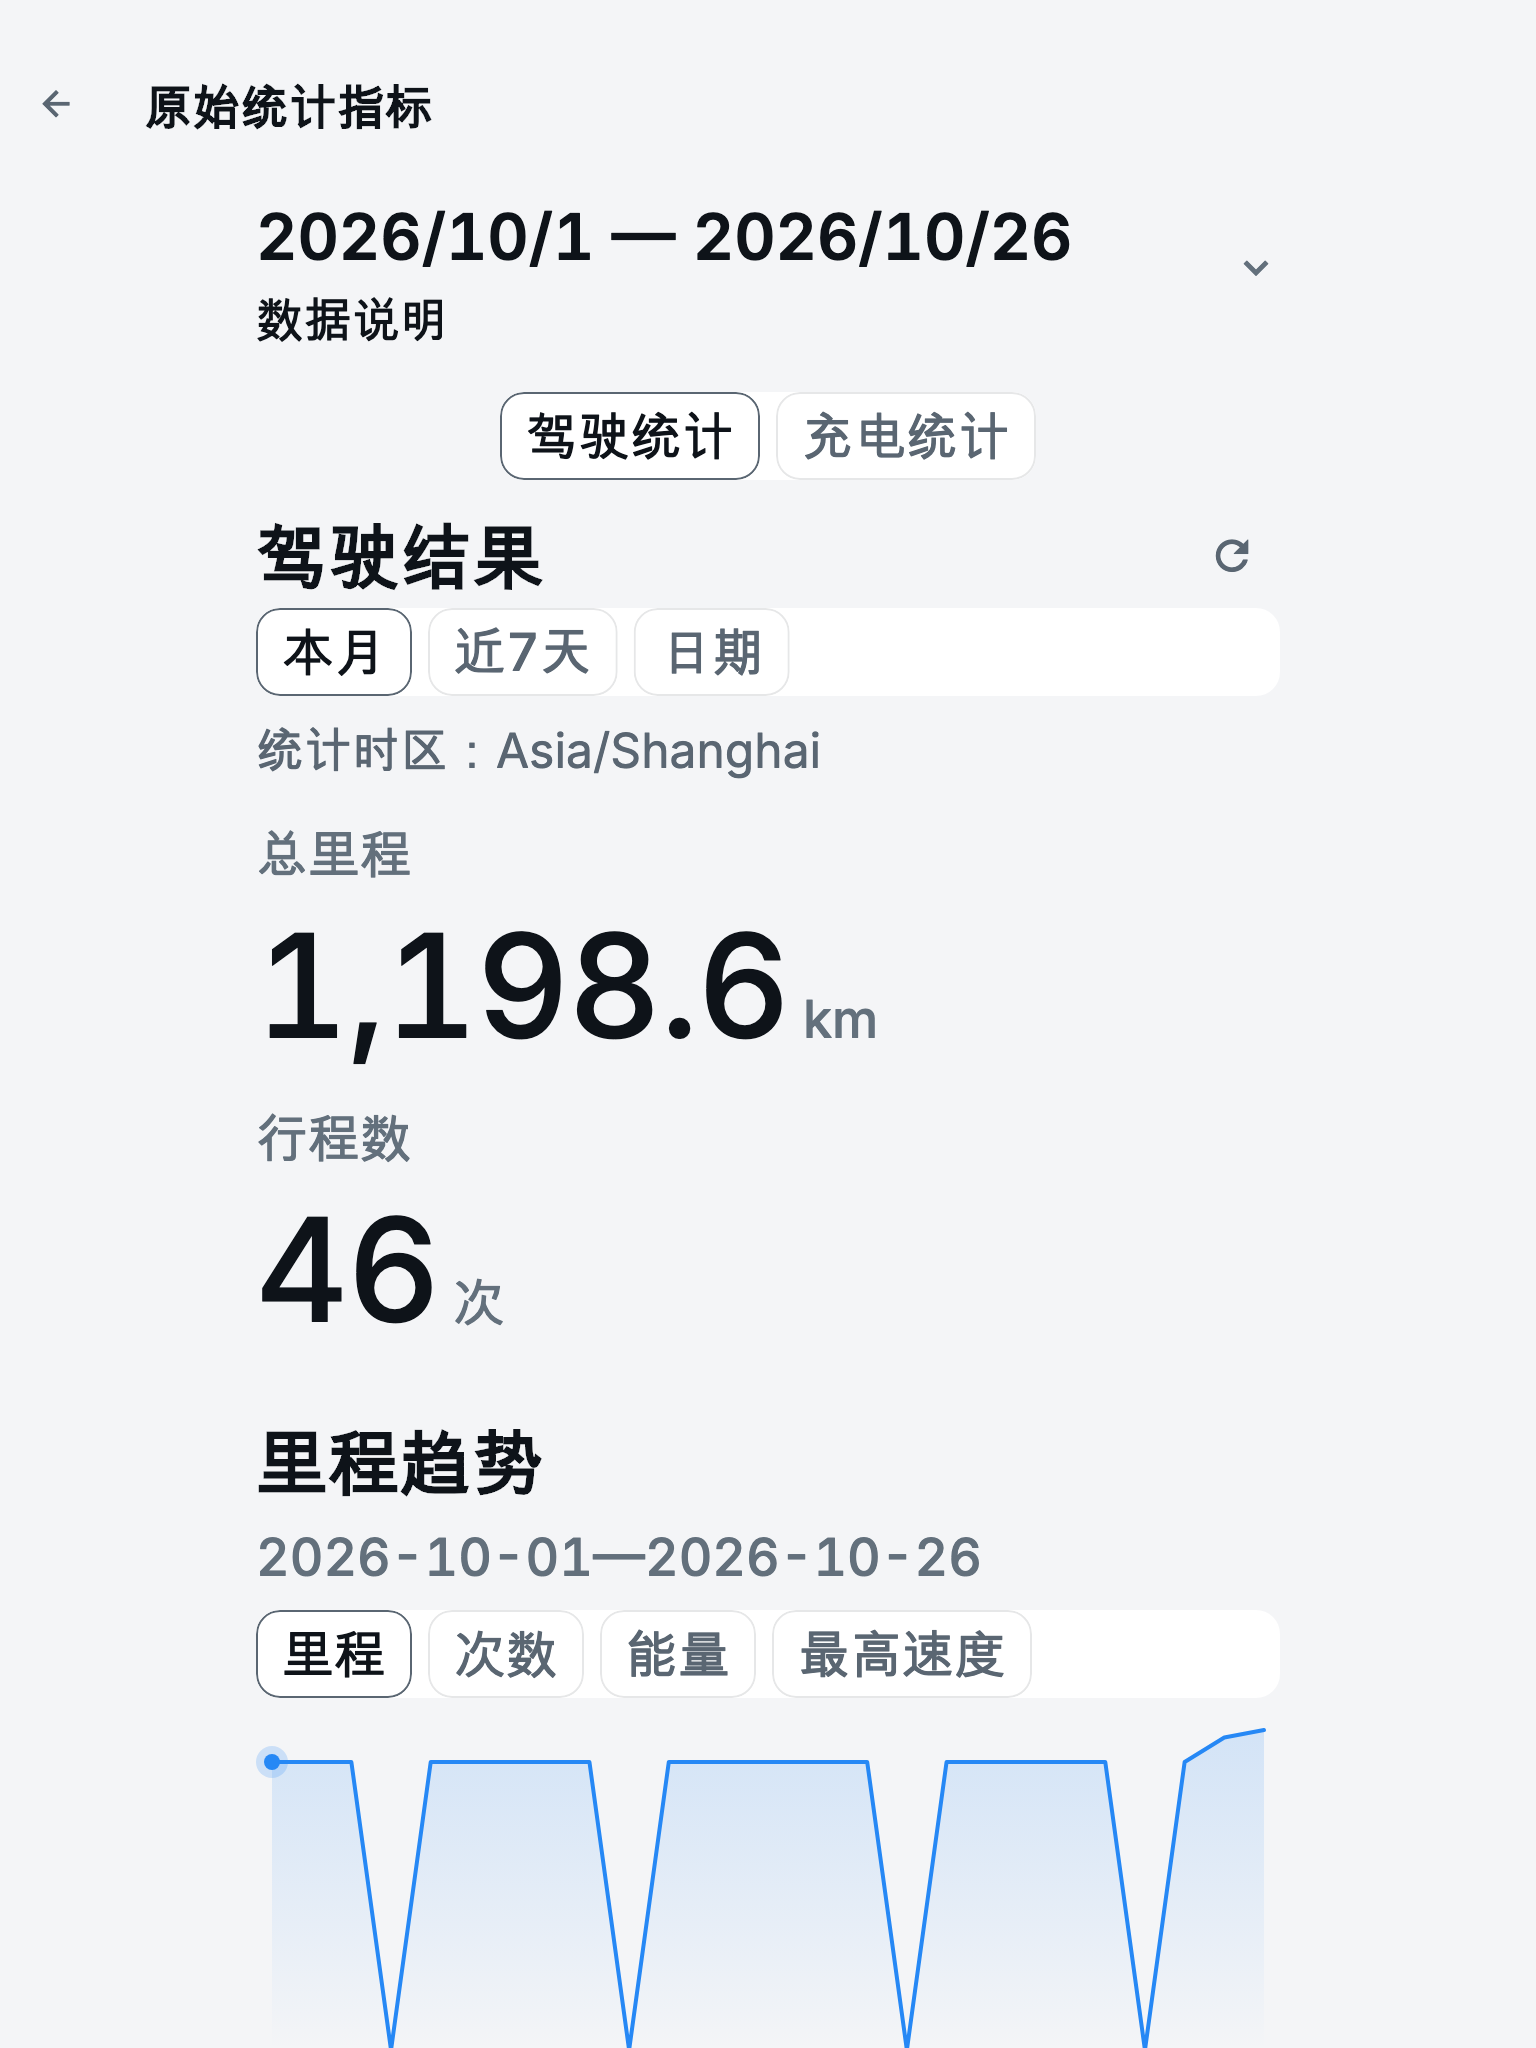 原始统计指标
2026/10/1 — 2026/10/26
数据说明
驾驶统计 充电统计
驾驶结果
本月 近7天 日期
统计时区：Asia/Shanghai
总里程
1,198.6 km
行程数
46 次
里程趋势
2026-10-01—2026-10-26
里程 次数 能量 最高速度